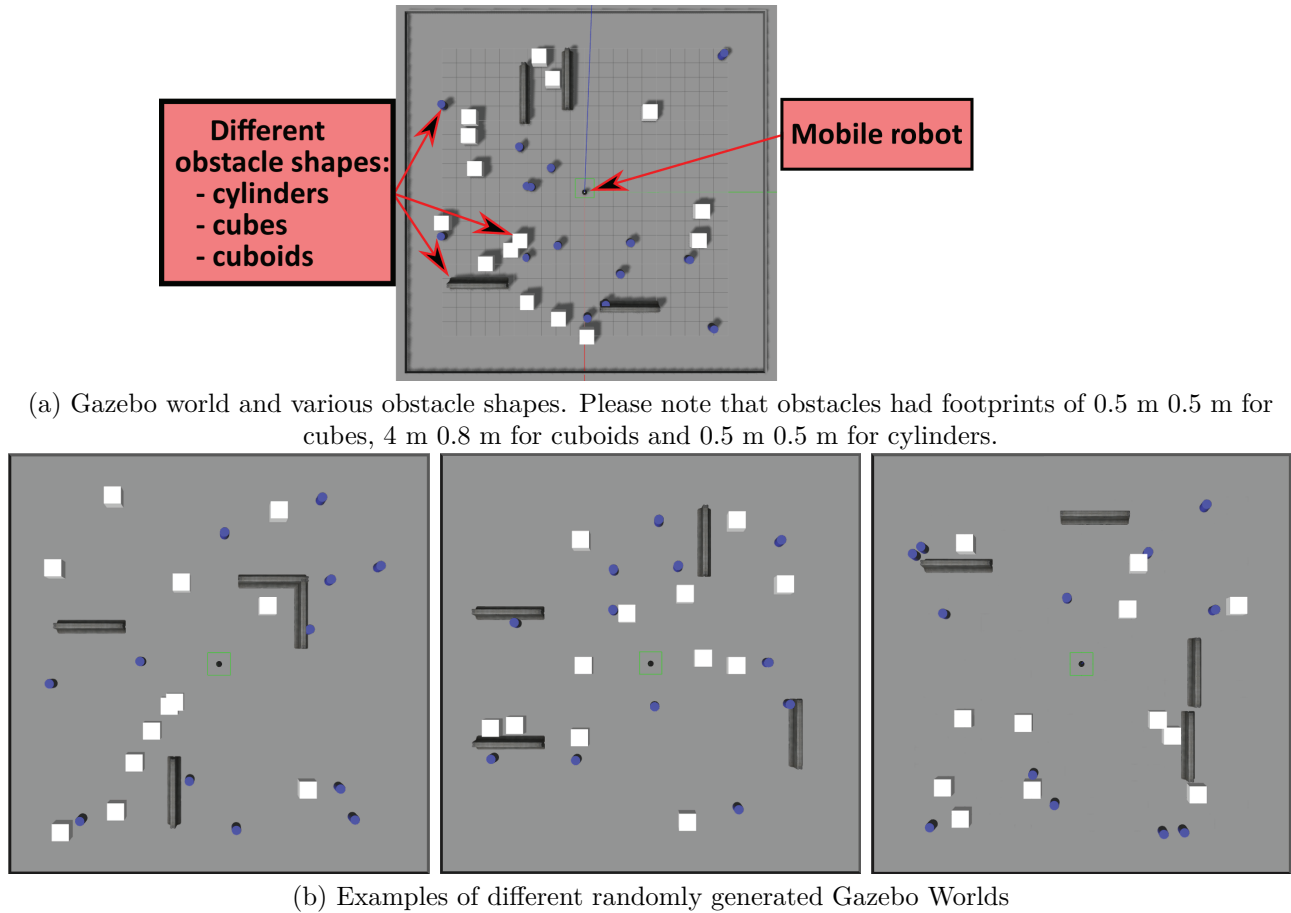 Different
obstacle shapes:
- cylinders
- cubes
- cuboids
Mobile robot
(a) Gazebo world and various obstacle shapes. Please note that obstacles had footprints of 0.5 m 0.5 m for
cubes, 4 m 0.8 m for cuboids and 0.5 m 0.5 m for cylinders.
(b) Examples of different randomly generated Gazebo Worlds